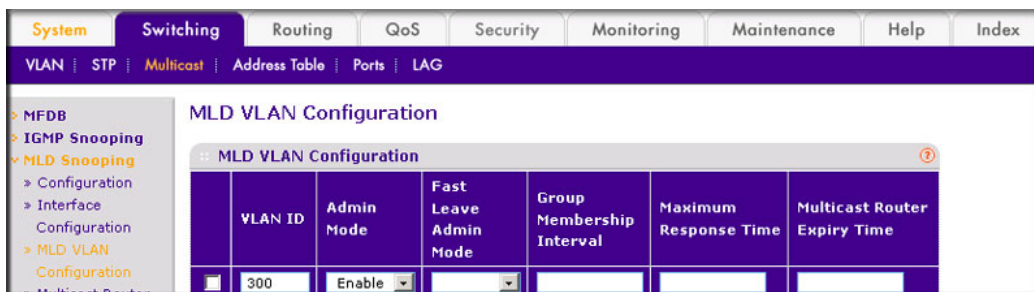 System Switching Routing QoS Security Monitoring Maintenance Help Index
VLAN STP Multicast Address Table Ports LAG
MFDB
IGMP Snooping
MLD Snooping
Configuration
Interface
Configuration
MLD VLAN
Configuration
Multicast Router
MLD VLAN Configuration
MLD VLAN Configuration
VLAN ID
Admin
Mode
Fast
Leave
Admin
Mode
Group
Membership
Interval
Maximum
Response Time
Multicast Router
Expiry Time
300 Enable